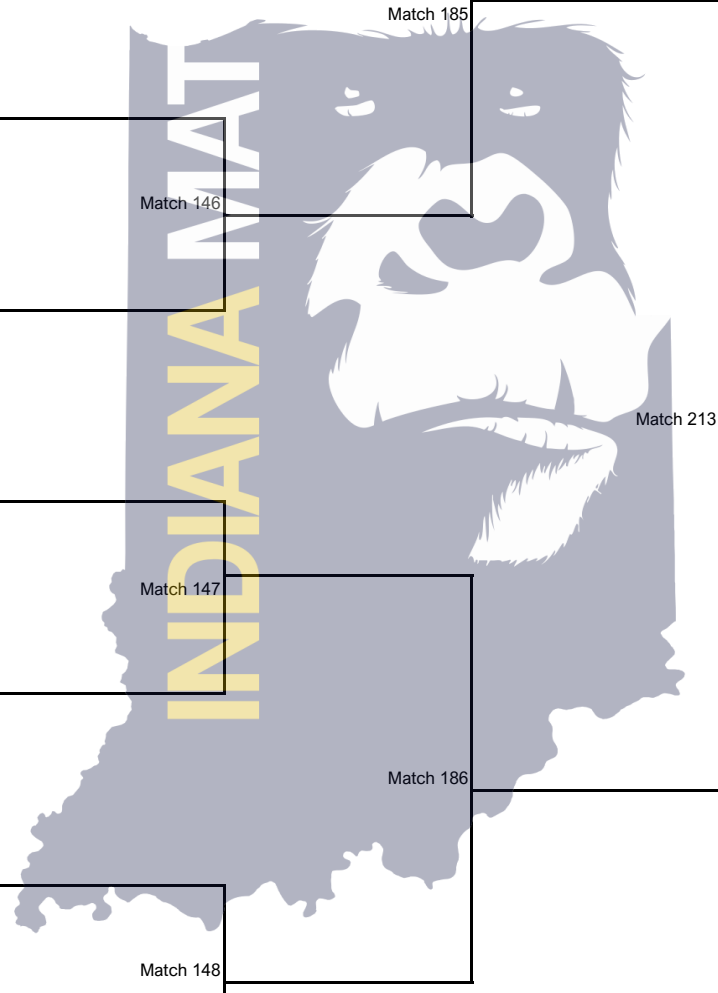 Match 185
Match 146
INDIANA MAT
Match 213
Match 147
Match 186
Match 148